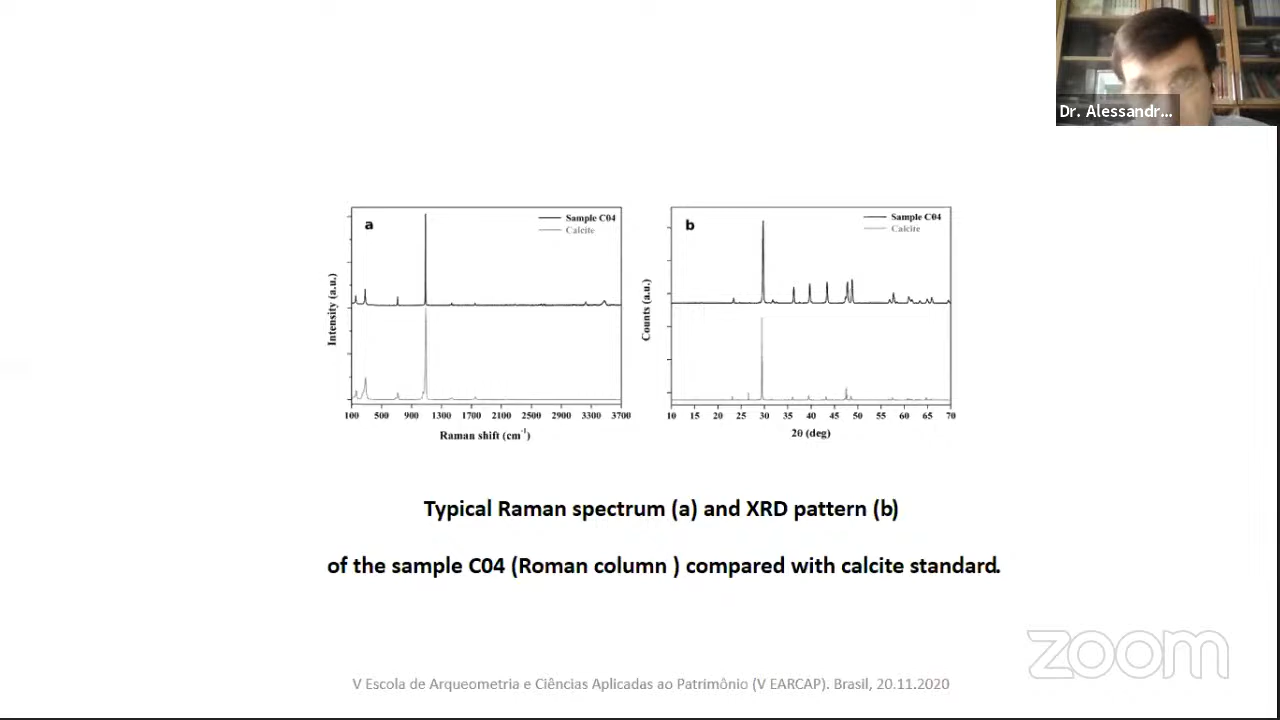 Dr. Alessandr...
a
Sample C04
Calcite
Intensity (a.u.)
100 500 900 1300 1700 2100 2500 2900 3300 3700
Raman shift (cm⁻¹)
b
Sample C04
Calcite
Counts (a.u.)
10 15 20 25 30 35 40 45 50 55 60 65 70
2θ (deg)
Typical Raman spectrum (a) and XRD pattern (b)
of the sample C04 (Roman column ) compared with calcite standard.
zoom
V Escola de Arqueometria e Ciências Aplicadas ao Patrimônio (V EARCAP). Brasil, 20.11.2020